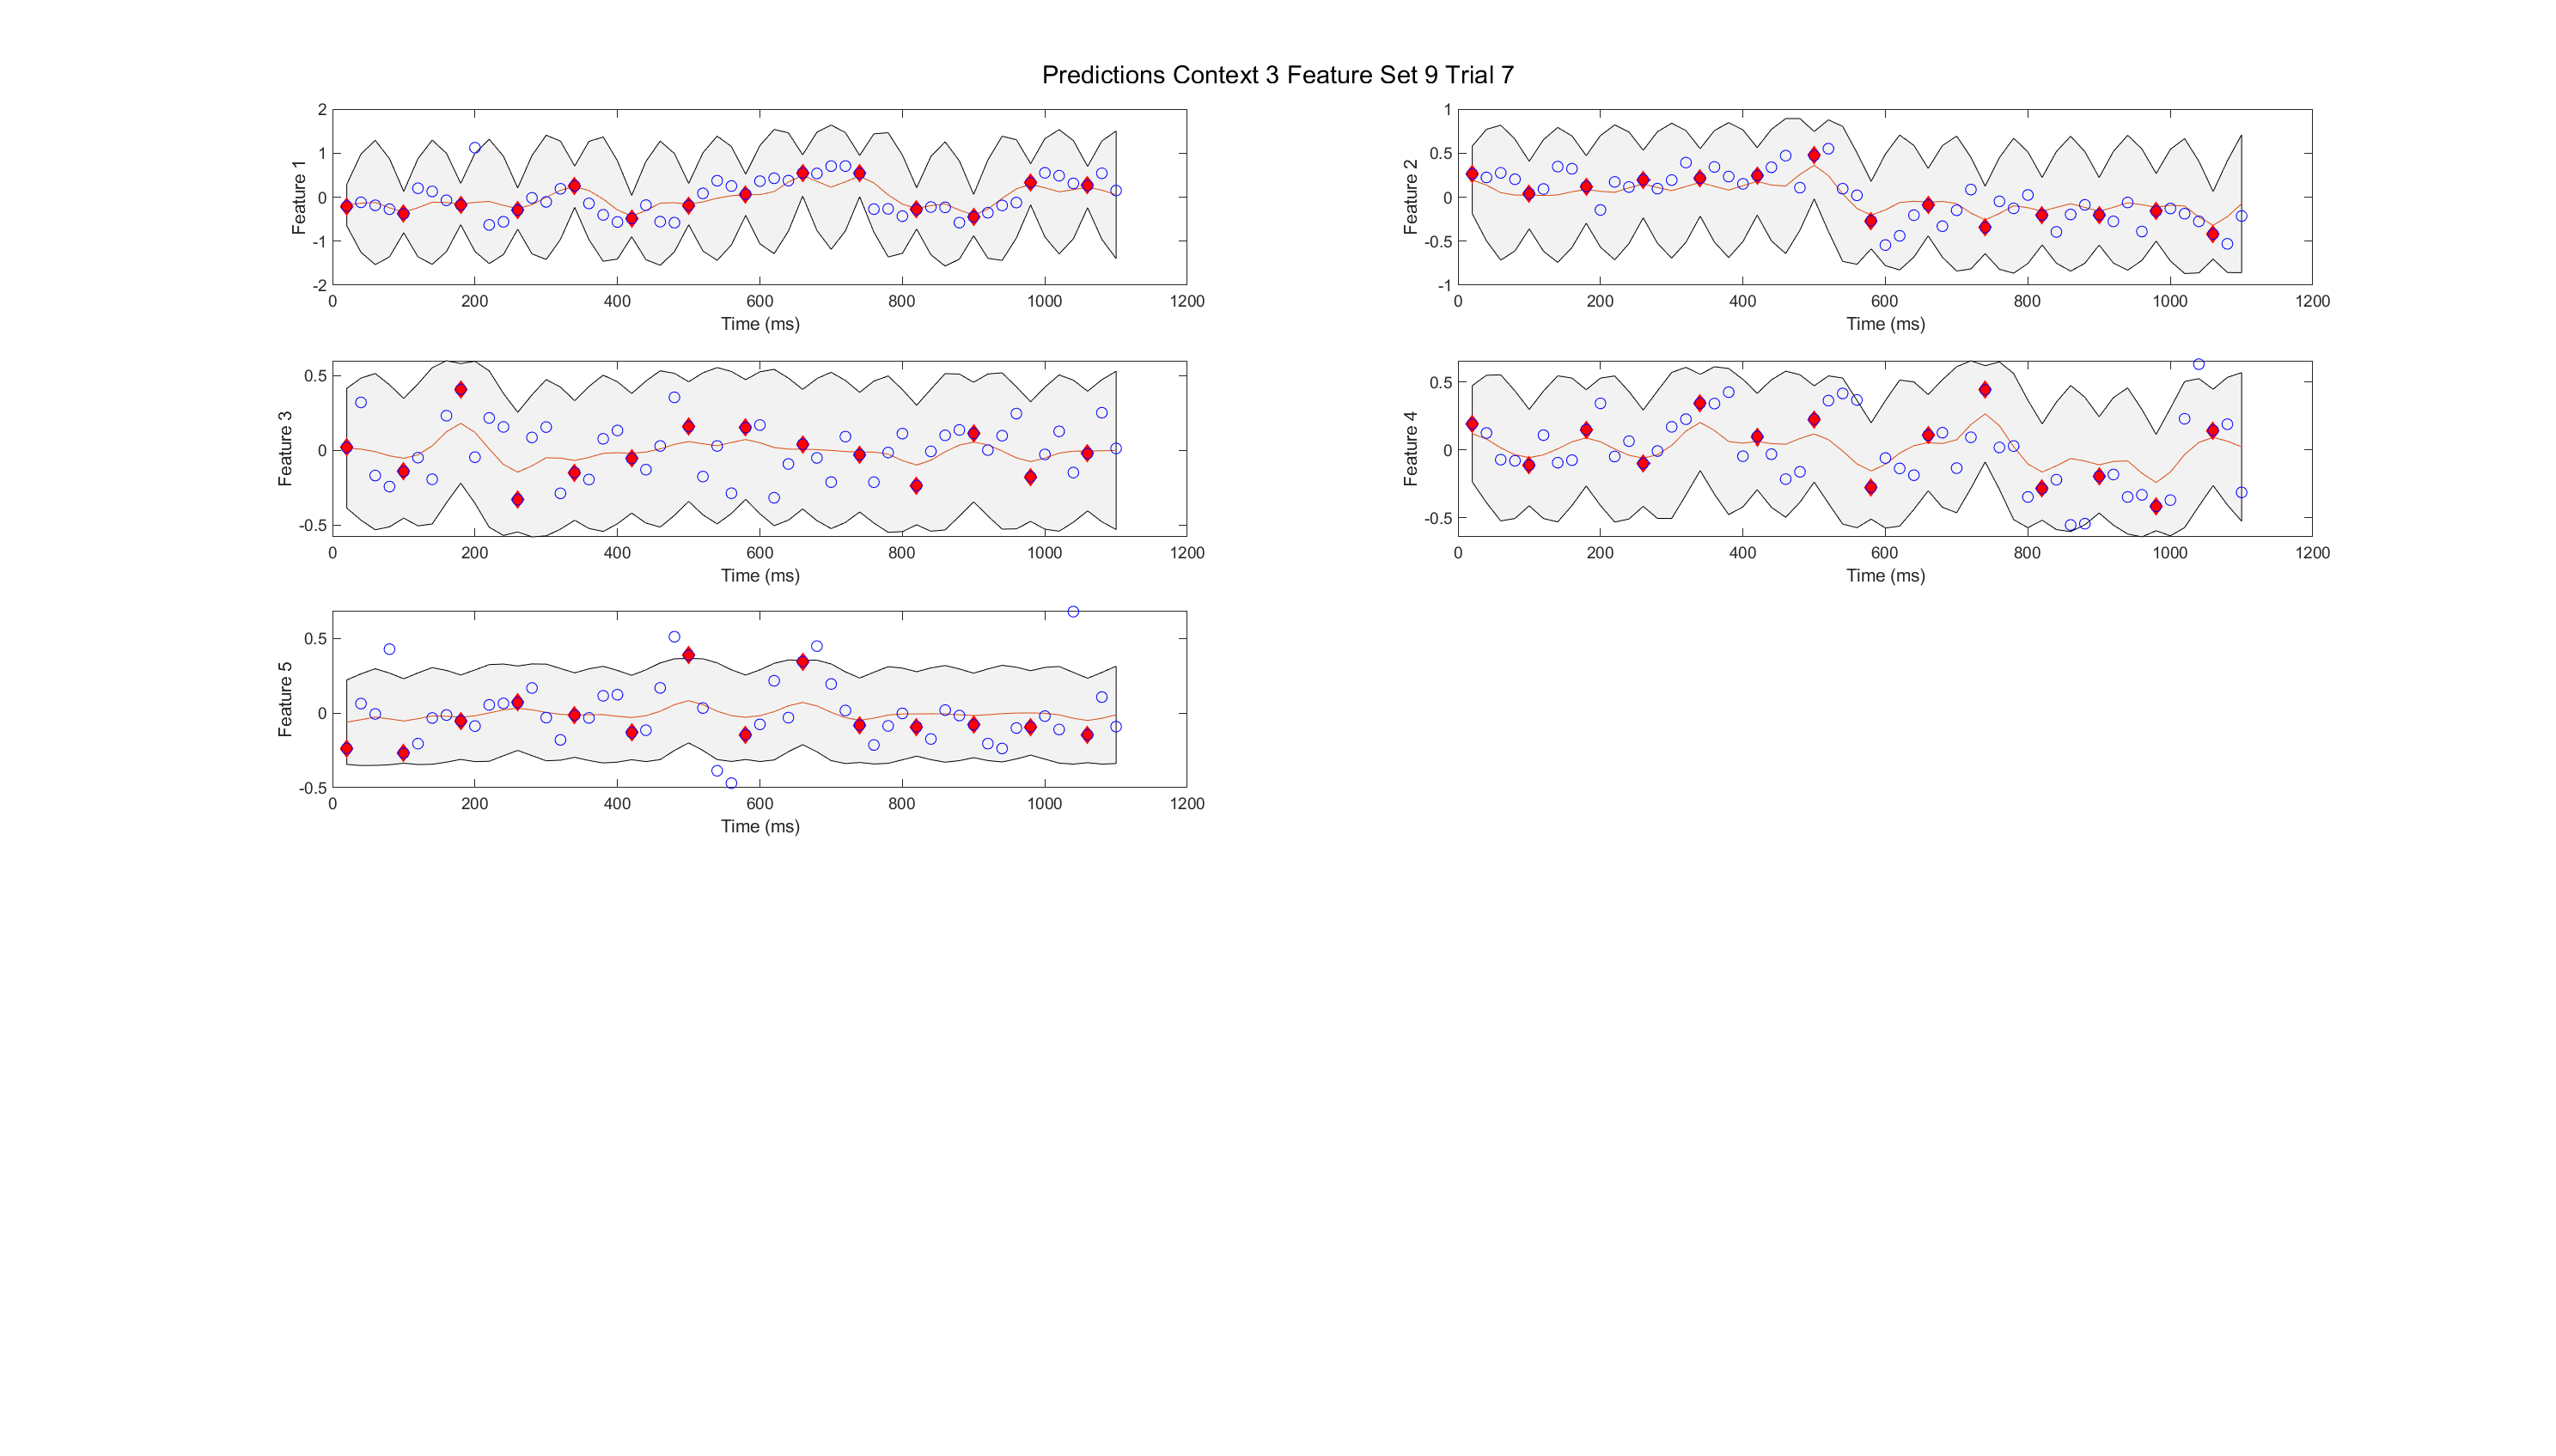 Predictions Context 3 Feature Set 9 Trial 7
2
1
0
-1
-2
Feature 1
0 200 400 600 800 1000 1200
Time (ms)
1
0.5
0
-0.5
-1
Feature 2
0 200 400 600 800 1000 1200
Time (ms)
0.5
0
-0.5
Feature 3
0 200 400 600 800 1000 1200
Time (ms)
0.5
0
-0.5
Feature 4
0 200 400 600 800 1000 1200
Time (ms)
0.5
0
-0.5
Feature 5
0 200 400 600 800 1000 1200
Time (ms)